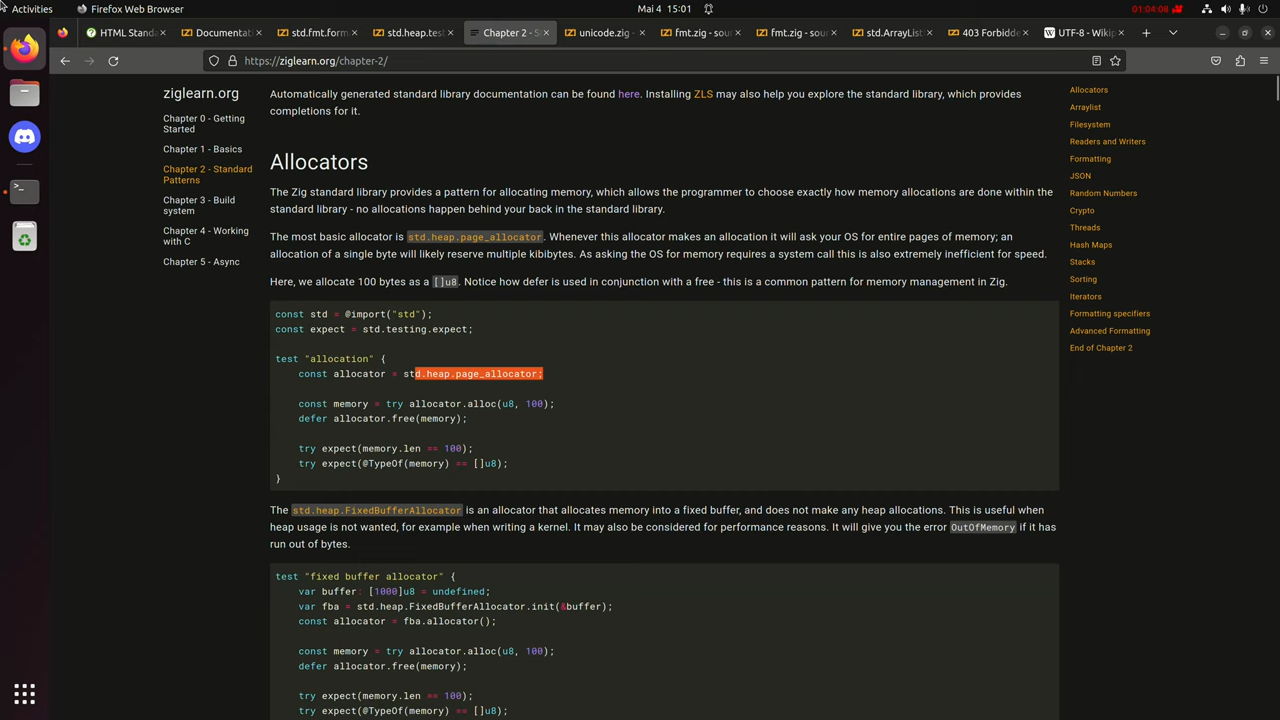 Activities
Firefox Web Browser
Mai 4 15:01
01:04:08
HTML Standa
Documentat
std.fmt.form
std.heap.test
Chapter 2 - S
unicode.zig -
fmt.zig - sour
fmt.zig - sour
std.ArrayList
403 Forbidde
UTF-8 - Wikip
https://ziglearn.org/chapter-2/
ziglearn.org
Chapter 0 - Getting
Started
Chapter 1 - Basics
Chapter 2 - Standard
Patterns
Chapter 3 - Build
system
Chapter 4 - Working
with C
Chapter 5 - Async
Automatically generated standard library documentation can be found here. Installing ZLS may also help you explore the standard library, which provides
completions for it.
Allocators
The Zig standard library provides a pattern for allocating memory, which allows the programmer to choose exactly how memory allocations are done within the
standard library - no allocations happen behind your back in the standard library.
The most basic allocator is std.heap.page_allocator. Whenever this allocator makes an allocation it will ask your OS for entire pages of memory; an
allocation of a single byte will likely reserve multiple kibibytes. As asking the OS for memory requires a system call this is also extremely inefficient for speed.
Here, we allocate 100 bytes as a []u8. Notice how defer is used in conjunction with a free - this is a common pattern for memory management in Zig.
const std = @import("std");
const expect = std.testing.expect;
test "allocation" {
const allocator = std.heap.page_allocator;
const memory = try allocator.alloc(u8, 100);
defer allocator.free(memory);
try expect(memory.len == 100);
try expect(@TypeOf(memory) == []u8);
}
The std.heap.FixedBufferAllocator is an allocator that allocates memory into a fixed buffer, and does not make any heap allocations. This is useful when
heap usage is not wanted, for example when writing a kernel. It may also be considered for performance reasons. It will give you the error OutOfMemory if it has
run out of bytes.
test "fixed buffer allocator" {
var buffer: [1000]u8 = undefined;
var fba = std.heap.FixedBufferAllocator.init(&buffer);
const allocator = fba.allocator();
const memory = try allocator.alloc(u8, 100);
defer allocator.free(memory);
try expect(memory.len == 100);
try expect(@TypeOf(memory) == []u8);
Allocators
Arraylist
Filesystem
Readers and Writers
Formatting
JSON
Random Numbers
Crypto
Threads
Hash Maps
Stacks
Sorting
Iterators
Formatting specifiers
Advanced Formatting
End of Chapter 2